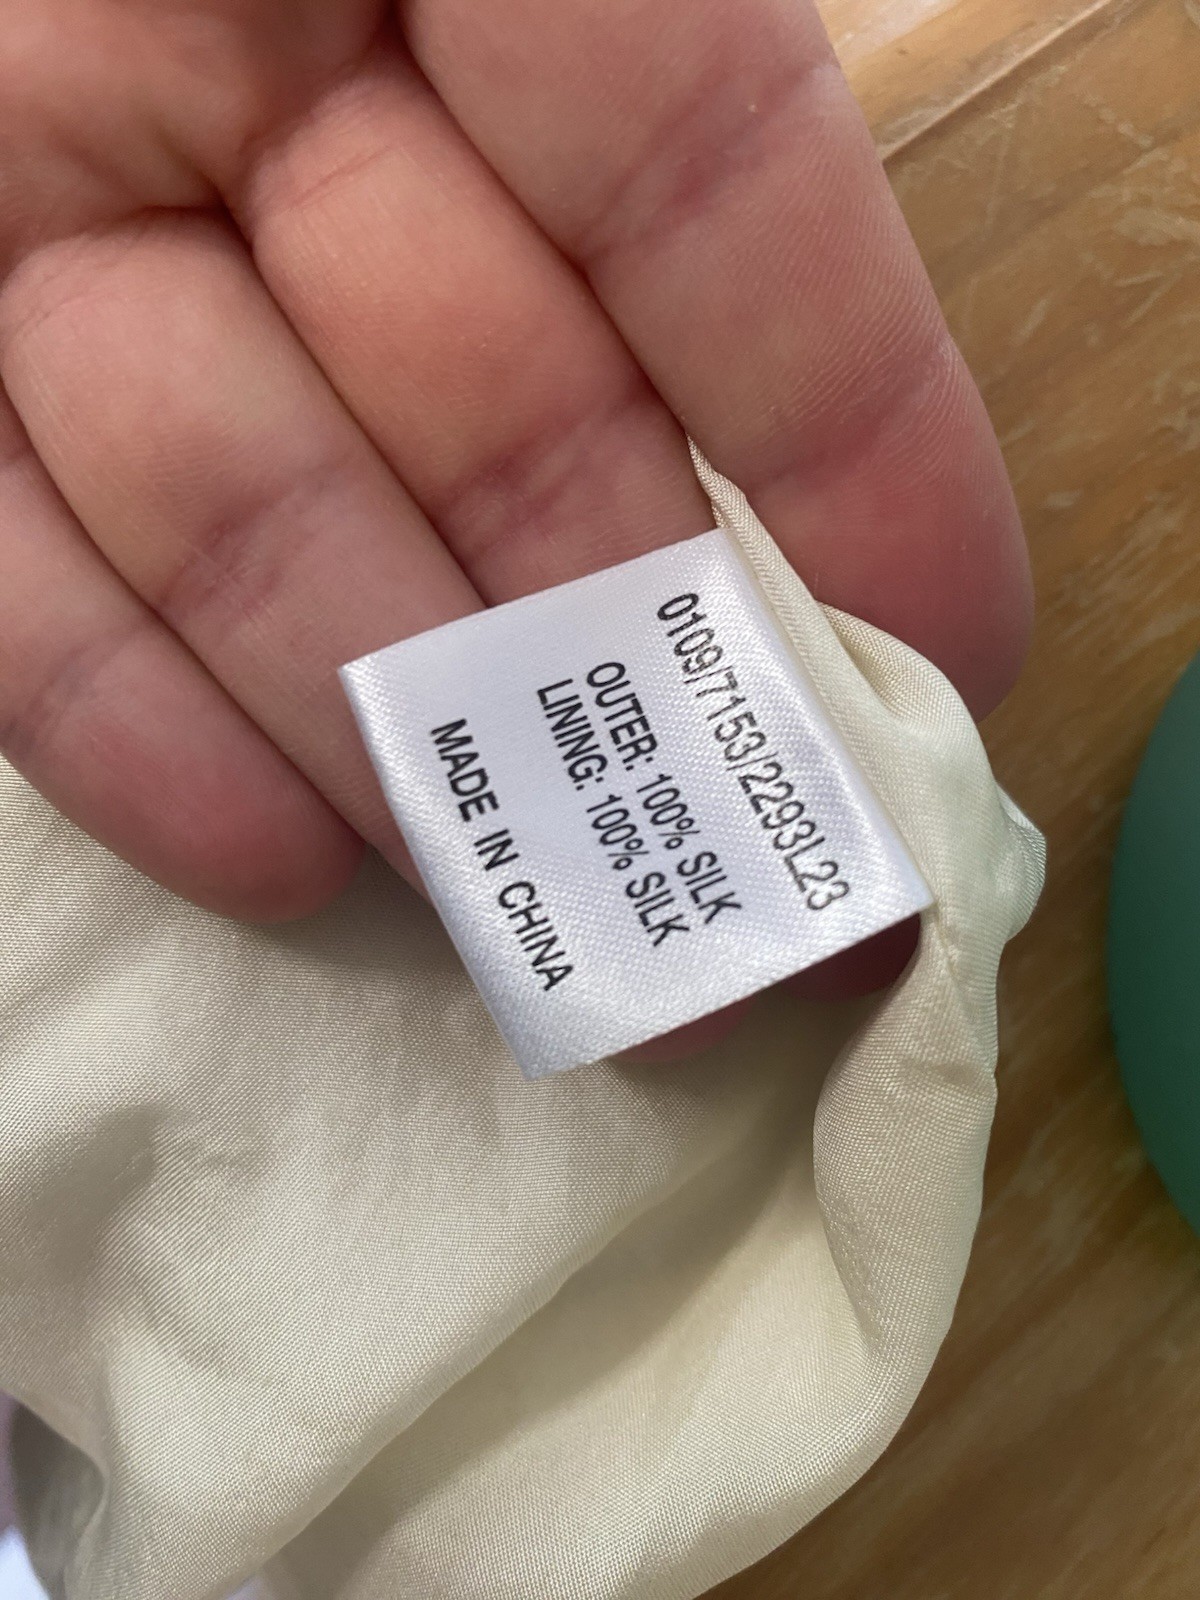 0109/7153/2293L23
OUTER: 100% SILK
LINING: 100% SILK
MADE IN CHINA